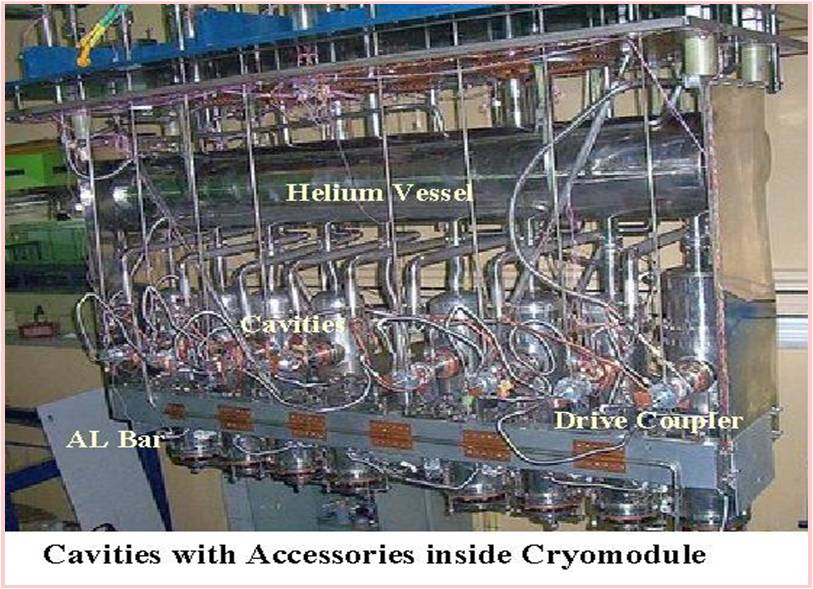 Helium Vessel
Cavities
Drive Coupler
AL Bar
Cavities with Accessories inside Cryomodule